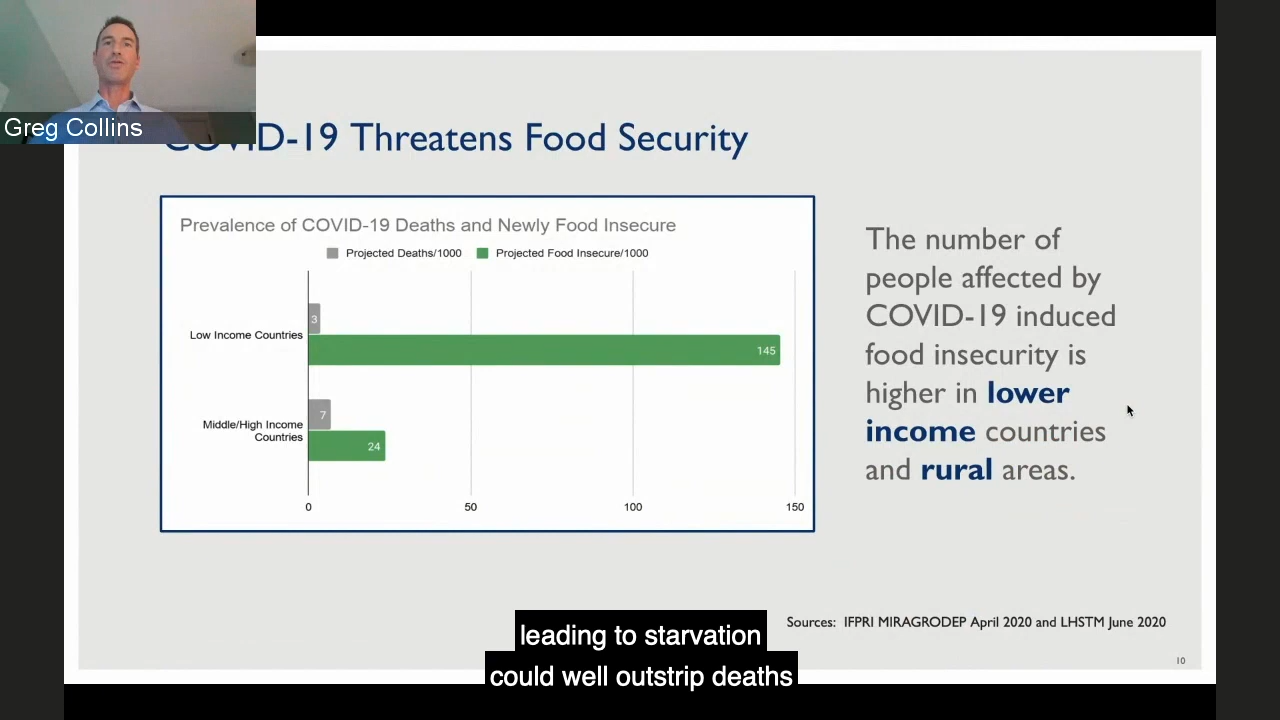 Greg Collins
COVID-19 Threatens Food Security
Prevalence of COVID-19 Deaths and Newly Food Insecure
Projected Deaths/1000 Projected Food Insecure/1000
Low Income Countries
3
145
Middle/High Income
Countries
7
24
0 50 100 150
The number of
people affected by
COVID-19 induced
food insecurity is
higher in lower
income countries
and rural areas.
Sources: IFPRI MIRAGRODEP April 2020 and LHSTM June 2020
10
leading to starvation
could well outstrip deaths